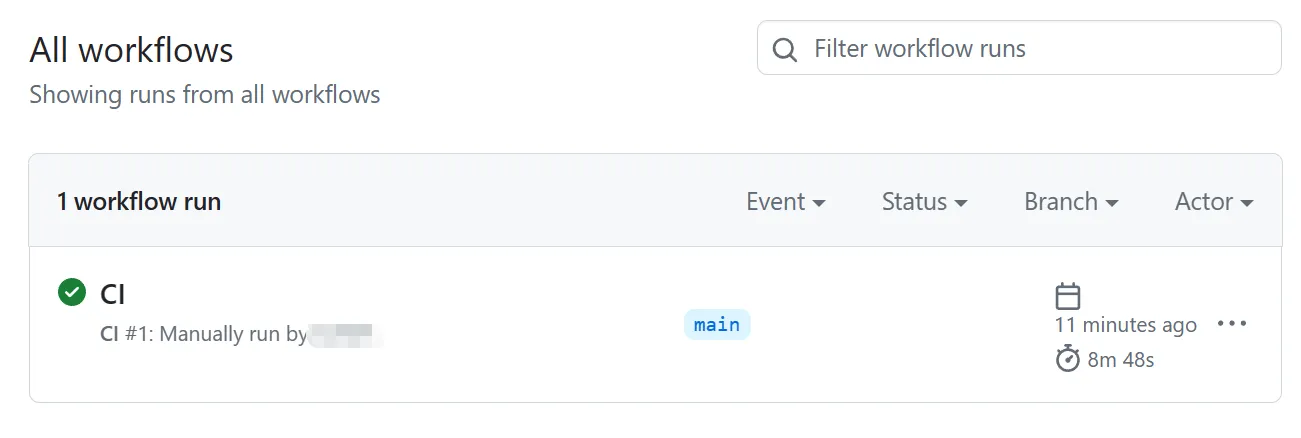 All workflows
Filter workflow runs
Showing runs from all workflows
1 workflow run
Event
Status
Branch
Actor
CI
CI #1: Manually run by
main
11 minutes ago
8m 48s